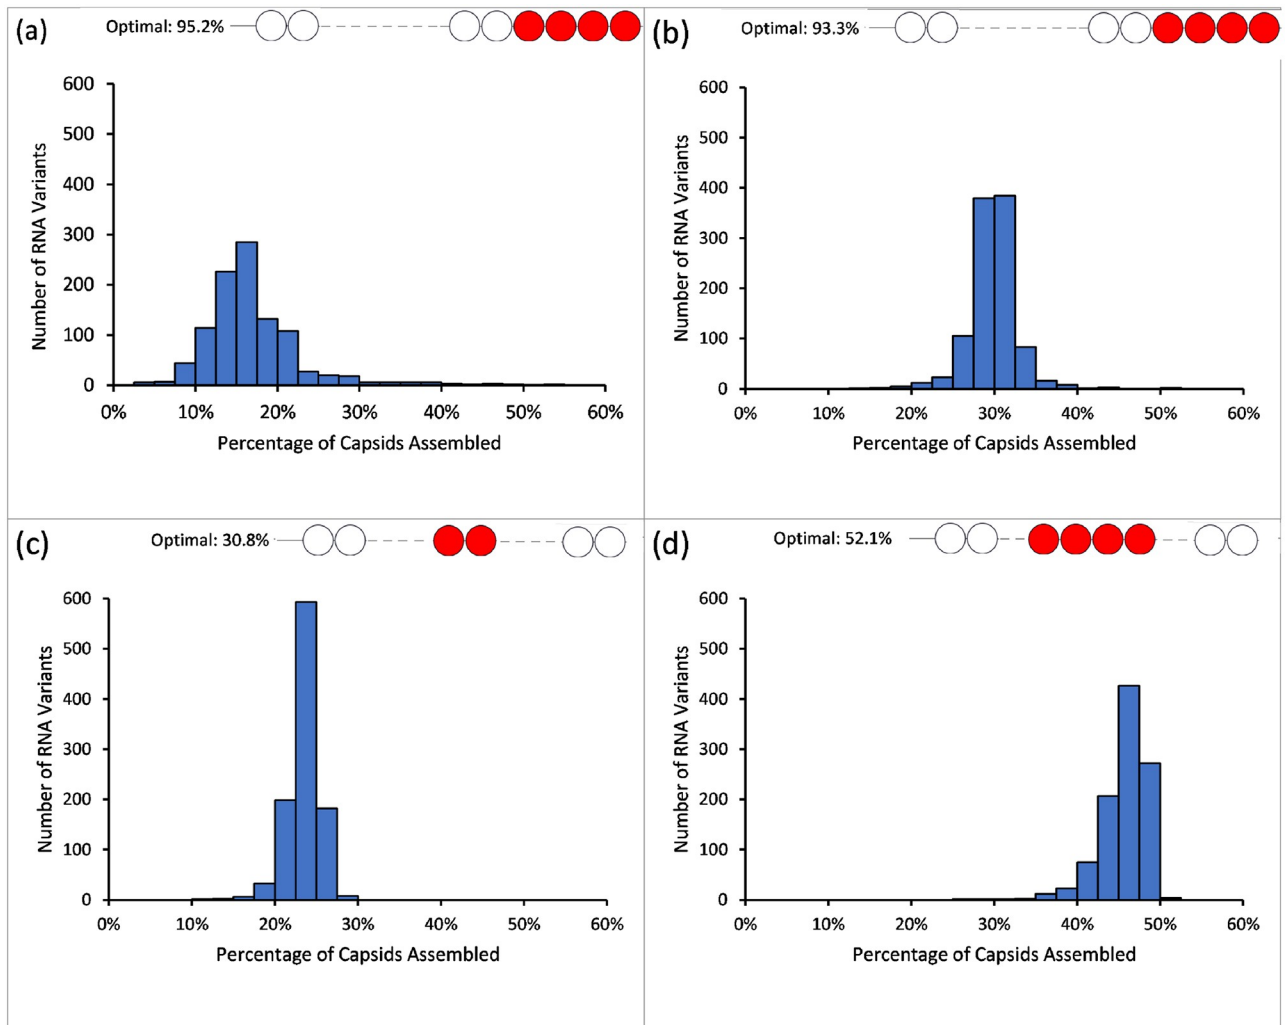 (a)
Optimal: 95.2%
600
500
400
300
200
100
0
Number of RNA Variants
0% 10% 20% 30% 40% 50% 60%
Percentage of Capsids Assembled
(b)
Optimal: 93.3%
600
500
400
300
200
100
0
Number of RNA Variants
0% 10% 20% 30% 40% 50% 60%
Percentage of Capsids Assembled
(c)
Optimal: 30.8%
600
500
400
300
200
100
0
Number of RNA Variants
0% 10% 20% 30% 40% 50% 60%
Percentage of Capsids Assembled
(d)
Optimal: 52.1%
600
500
400
300
200
100
0
Number of RNA Variants
0% 10% 20% 30% 40% 50% 60%
Percentage of Capsids Assembled